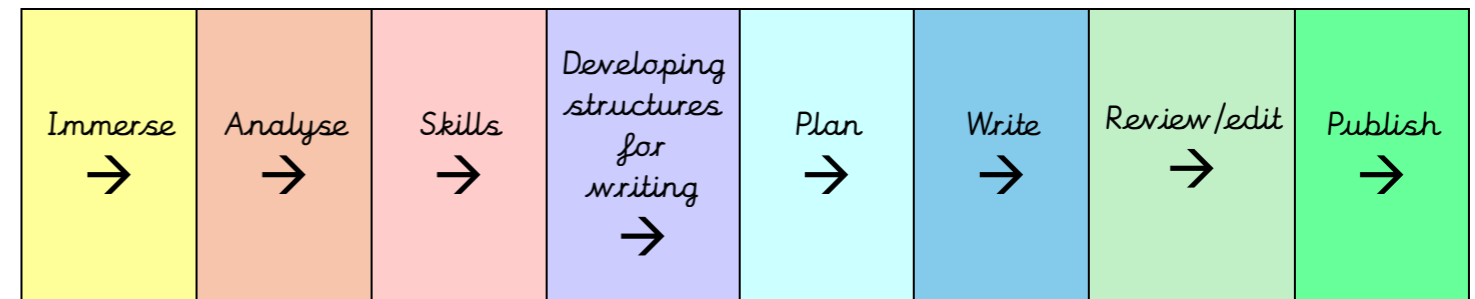 Immerse
→
Analyse
→
Skills
→
Developing
structures
for
writing
→
Plan
→
Write
→
Review/edit
→
Publish
→